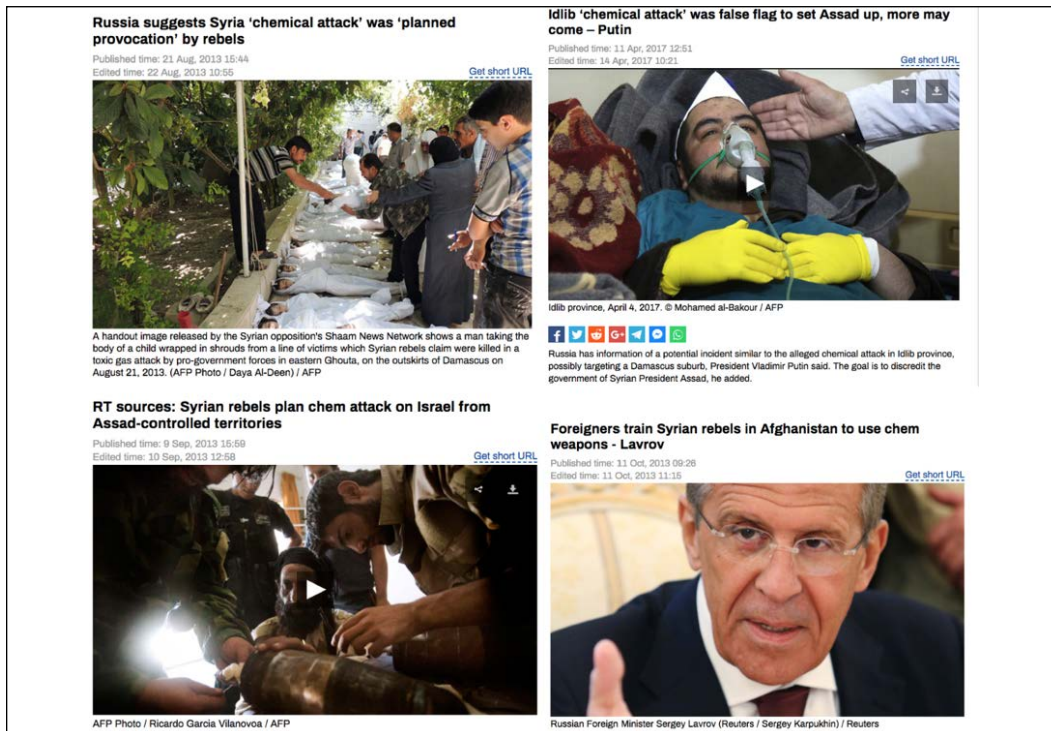 Russia suggests Syria ‘chemical attack’ was ‘planned
provocation’ by rebels
Published time: 21 Aug, 2013 15:44
Edited time: 22 Aug, 2013 10:55
Get short URL
A handout image released by the Syrian opposition's Shaam News Network shows a man taking the
body of a child wrapped in shrouds from a line of victims which Syrian rebels claim were killed in a
toxic gas attack by pro-government forces in eastern Ghouta, on the outskirts of Damascus on
August 21, 2013. (AFP Photo / Daya Al-Deen) / AFP
Idlib ‘chemical attack’ was false flag to set Assad up, more may
come – Putin
Published time: 11 Apr, 2017 12:51
Edited time: 14 Apr, 2017 10:21
Get short URL
Idlib province, April 4, 2017. © Mohamed al-Bakour / AFP
Russia has information of a potential incident similar to the alleged chemical attack in Idlib province,
possibly targeting a Damascus suburb, President Vladimir Putin said. The goal is to discredit the
government of Syrian President Assad, he added.
RT sources: Syrian rebels plan chem attack on Israel from
Assad-controlled territories
Published time: 9 Sep, 2013 15:59
Edited time: 10 Sep, 2013 12:58
Get short URL
AFP Photo / Ricardo Garcia Vilanovoa / AFP
Foreigners train Syrian rebels in Afghanistan to use chem
weapons - Lavrov
Published time: 11 Oct, 2013 09:26
Edited time: 11 Oct, 2013 11:15
Get short URL
Russian Foreign Minister Sergey Lavrov (Reuters / Sergey Karpukhin) / Reuters